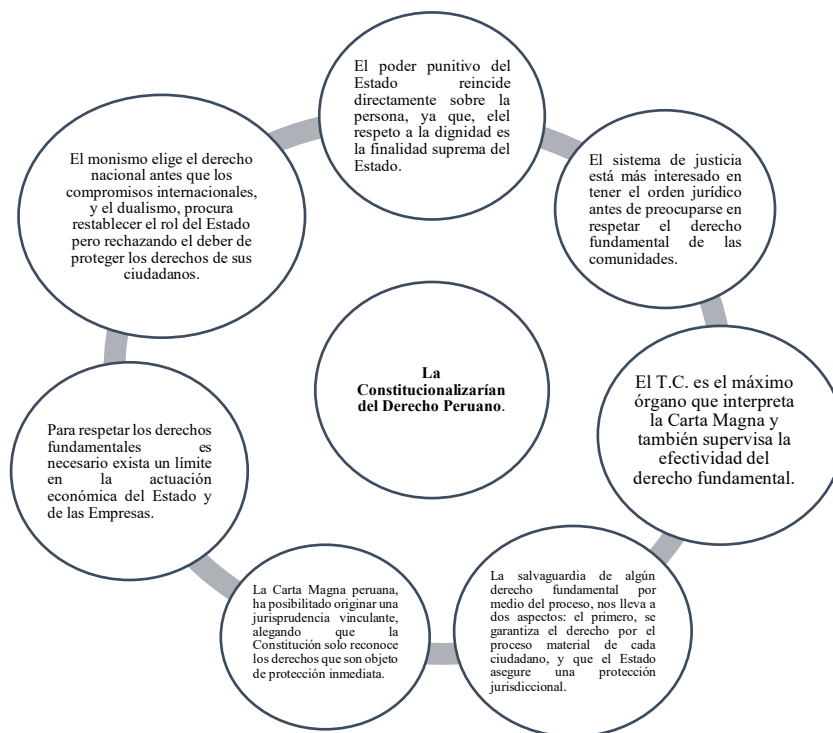 El poder punitivo del
Estado reincide
directamente sobre la
persona, ya que, elel
respeto a la dignidad es
la finalidad suprema del
Estado.
El sistema de justicia
está más interesado en
tener el orden jurídico
antes de preocuparse en
respetar el derecho
fundamental de las
comunidades.
El T.C. es el máximo
órgano que interpreta
la Carta Magna y
también supervisa la
efectividad del
derecho fundamental.
La salvaguardia de algún
derecho fundamental por
medio del proceso, nos lleva a
dos aspectos: el primero, se
garantiza el derecho por el
proceso material de cada
ciudadano, y que el Estado
asegure una protección
jurisdiccional.
La Carta Magna peruana,
ha posibilitado originar una
jurisprudencia vinculante,
alegando que la
Constitución solo reconoce
los derechos que son objeto
de protección inmediata.
Para respetar los derechos
fundamentales es
necesario exista un límite
en la actuación
económica del Estado y
de las Empresas.
El monismo elige el derecho
nacional antes que los
compromisos internacionales,
y el dualismo, procura
restablecer el rol del Estado
pero rechazando el deber de
proteger los derechos de sus
ciudadanos.
La
Constitucionalizarían
del Derecho Peruano.